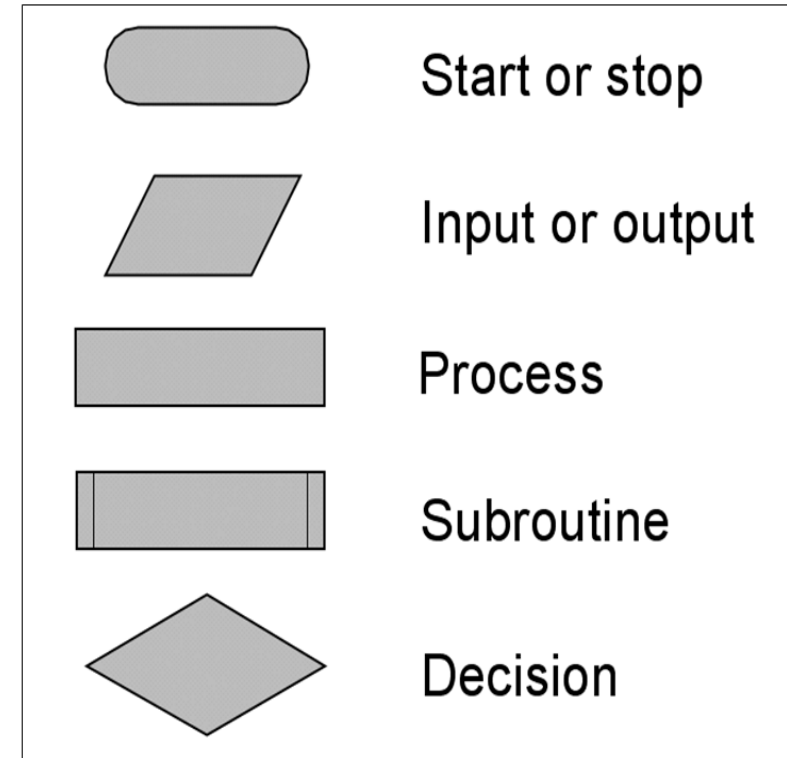 Start or stop
Input or output
Process
Subroutine
Decision